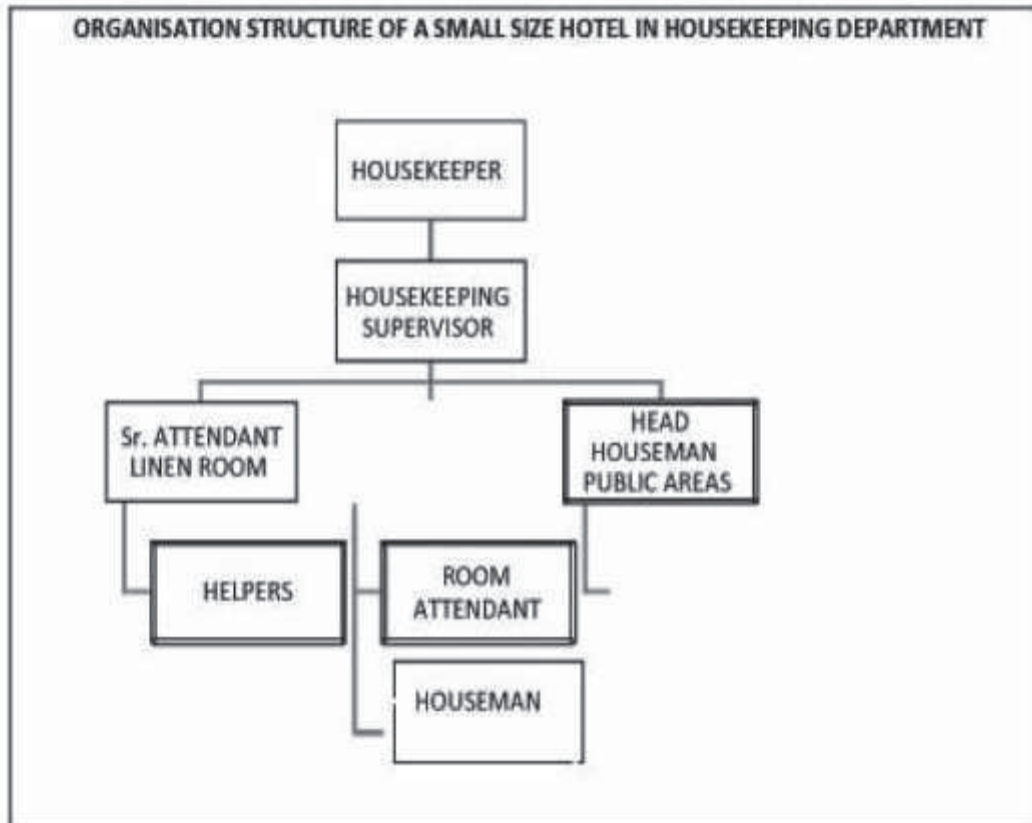 ORGANISATION STRUCTURE OF A SMALL SIZE HOTEL IN HOUSEKEEPING DEPARTMENT
HOUSEKEEPER
HOUSEKEEPING
SUPERVISOR
Sr. ATTENDANT
LINEN ROOM
HEAD
HOUSEMAN
PUBLIC AREAS
HELPERS
ROOM
ATTENDANT
HOUSEMAN